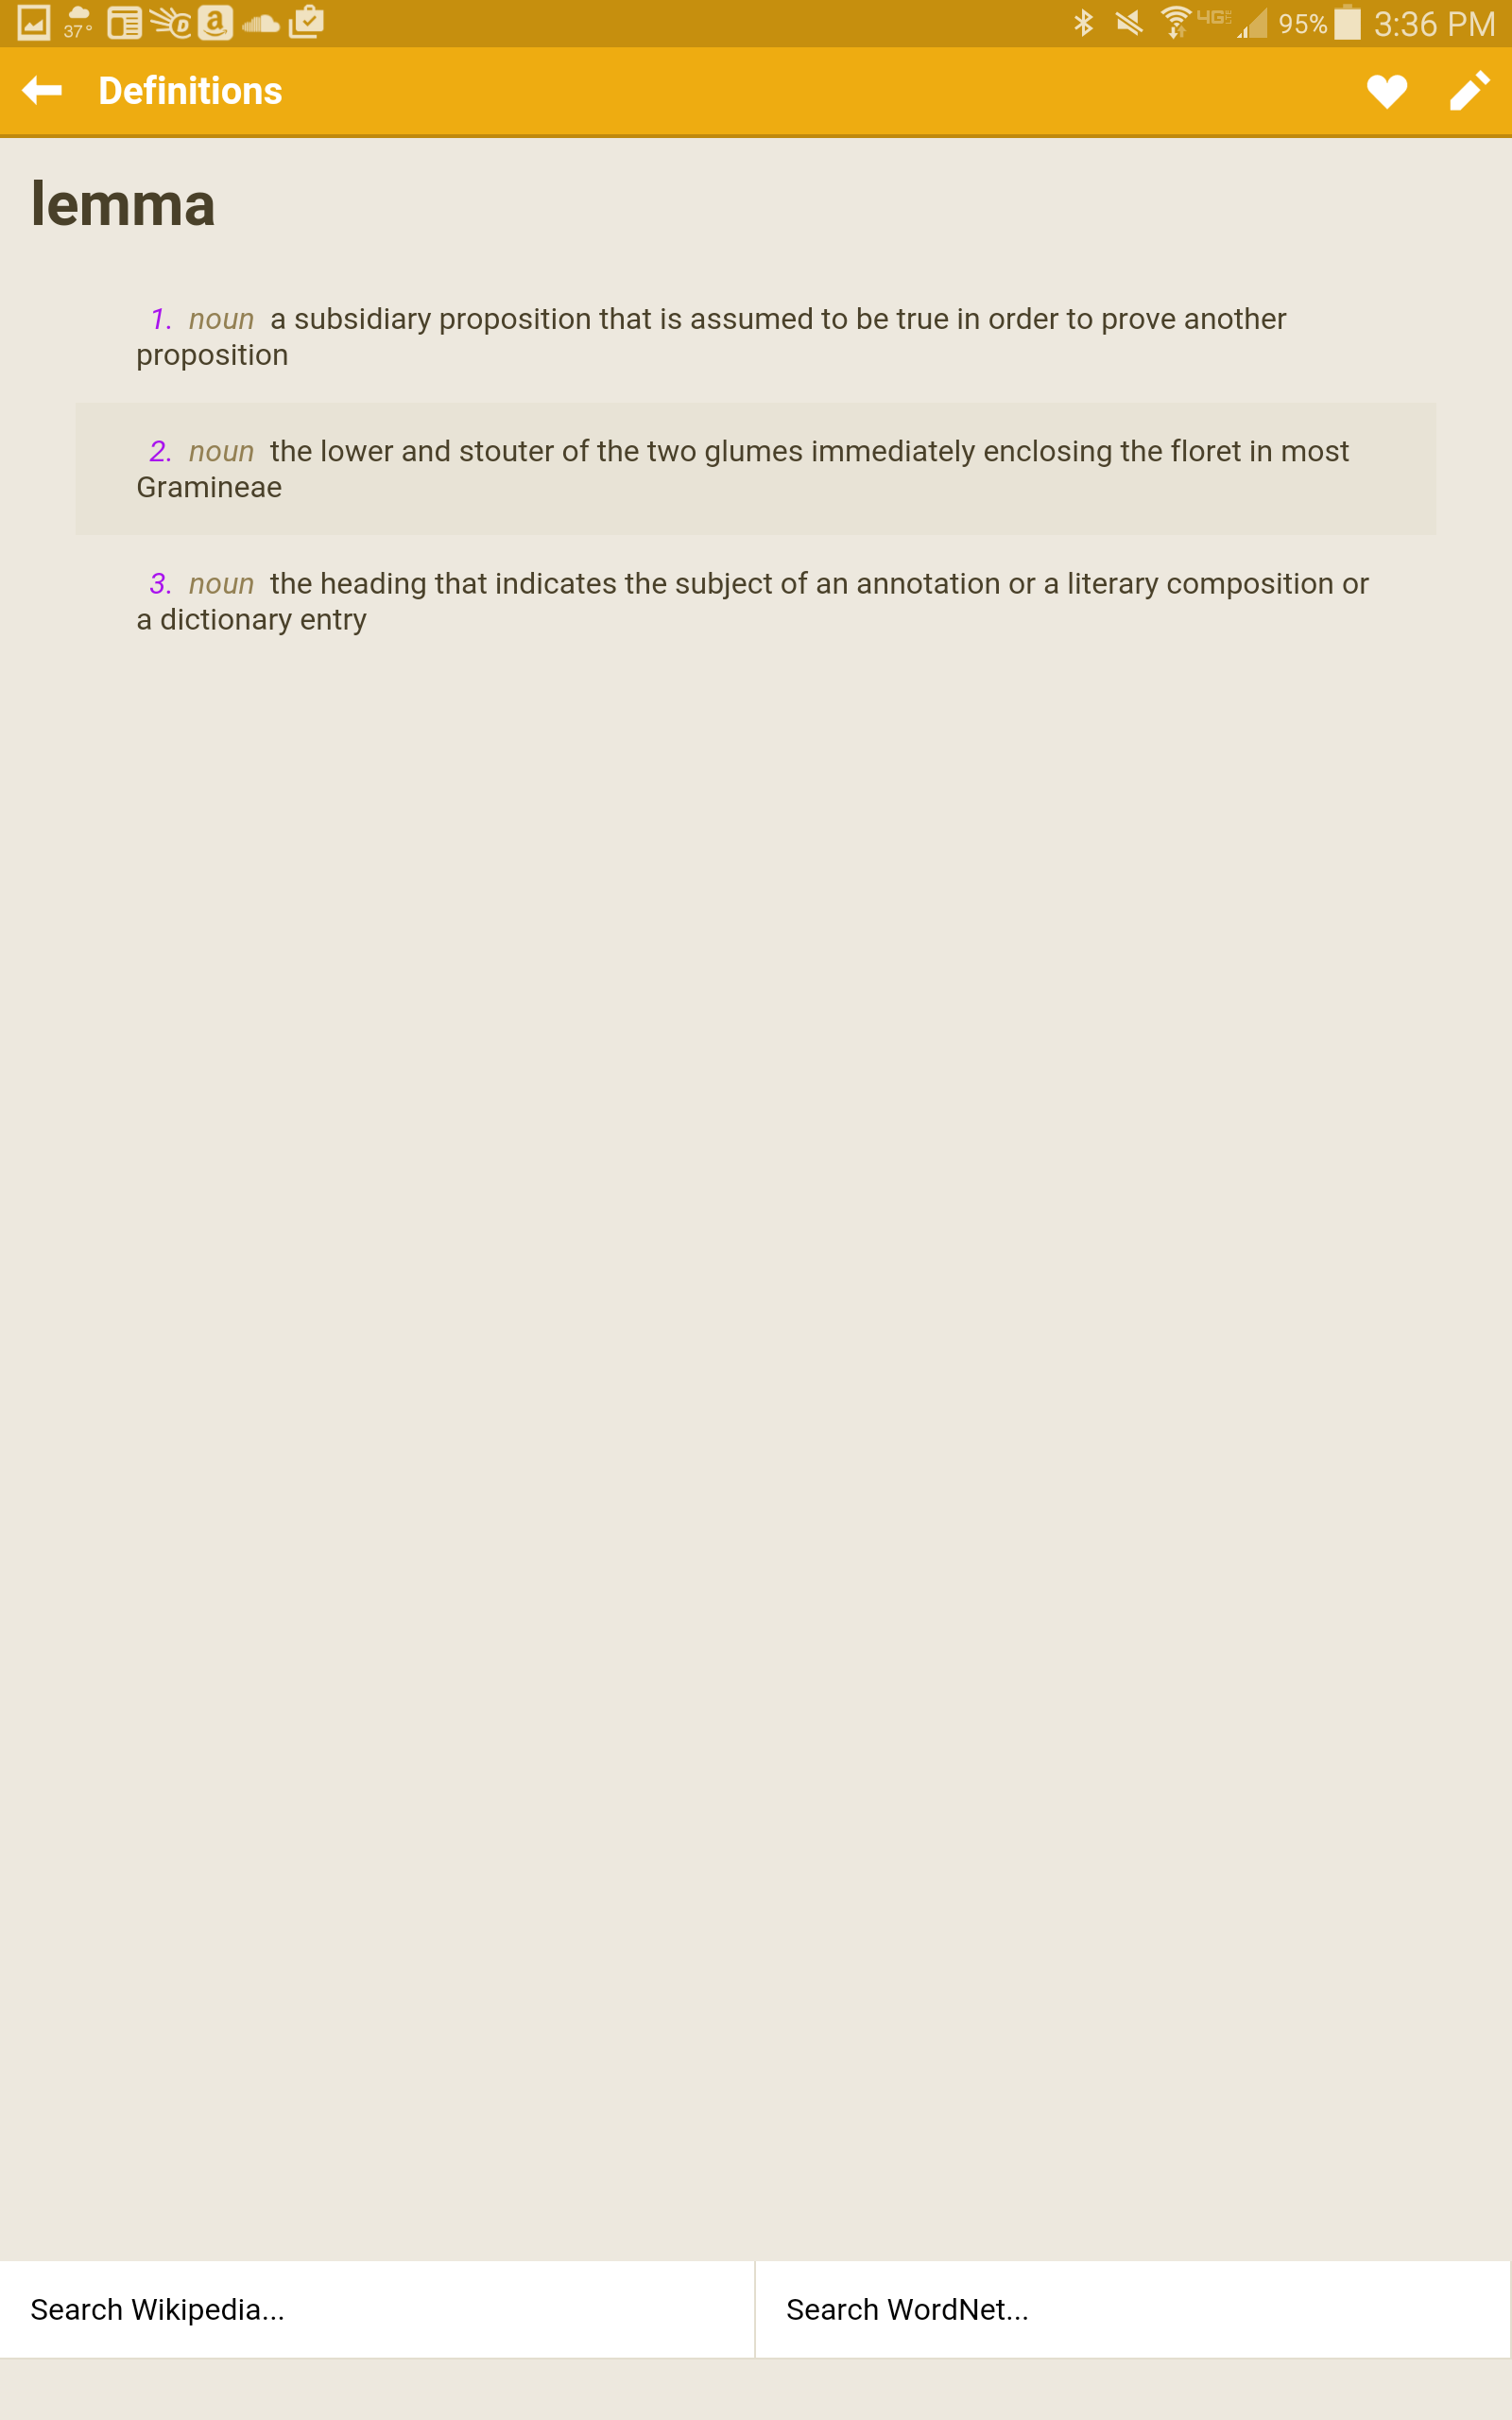 37° 4G LTE 95% 3:36 PM
Definitions
lemma
1. noun a subsidiary proposition that is assumed to be true in order to prove another
proposition
2. noun the lower and stouter of the two glumes immediately enclosing the floret in most
Gramineae
3. noun the heading that indicates the subject of an annotation or a literary composition or
a dictionary entry
Search Wikipedia... Search WordNet...